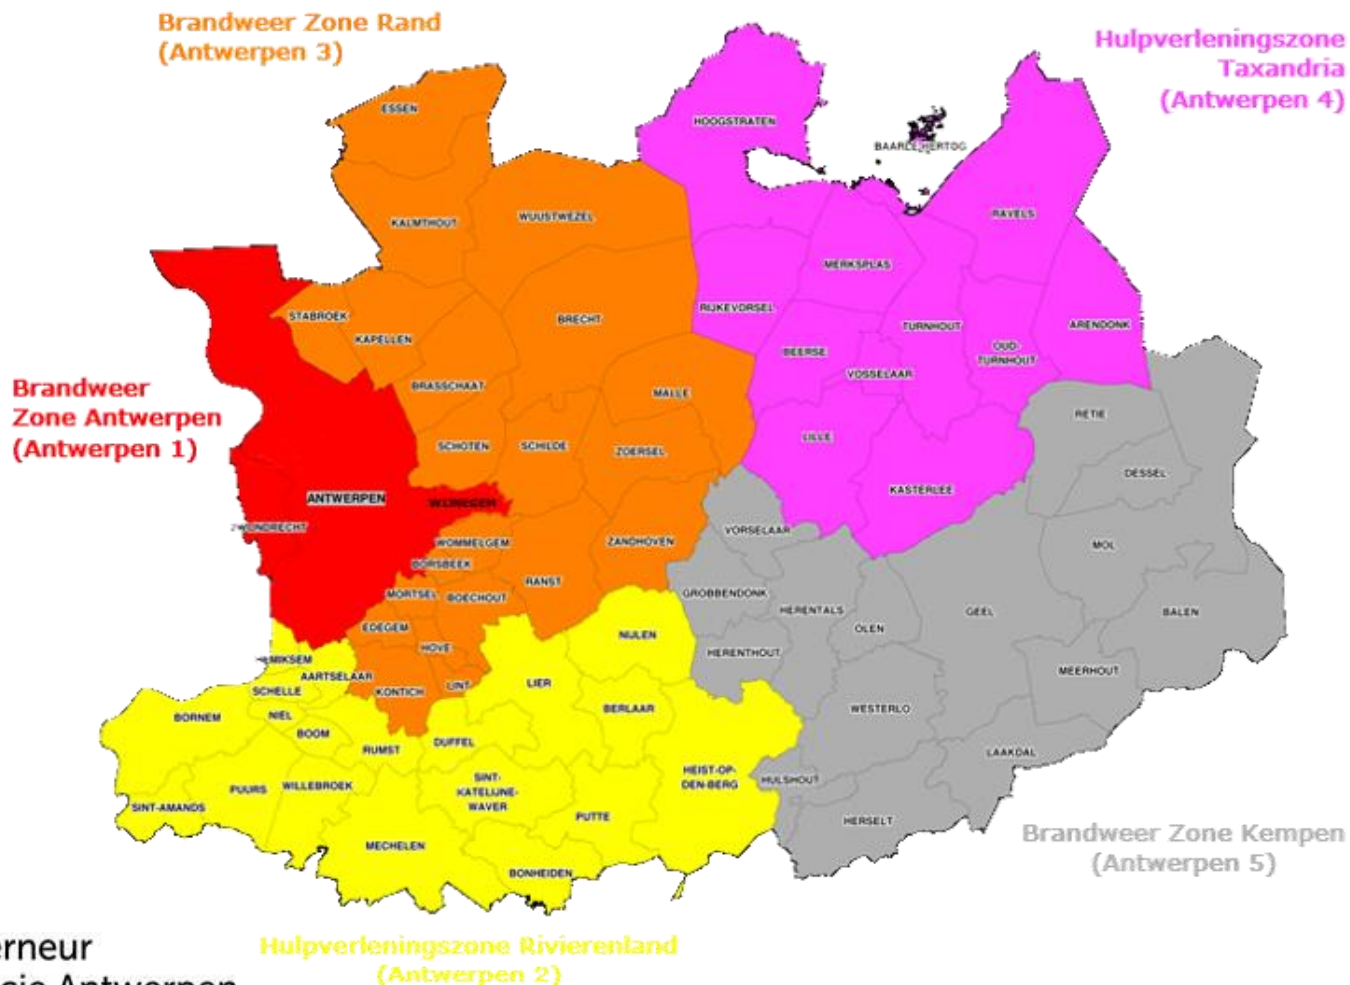 Brandweer Zone Rand
(Antwerpen 3)
Hulpverleningszone
Taxandria
(Antwerpen 4)
ESSEN
HOOGSTRATEN
BAARLE-HERTOG
KALMTHOUT
WUUSTWEZEL
RAVELS
MERKSPLAS
STABROEK
KAPELLEN
BRECHT
RIJKEVORSEL
TURNHOUT
ARENDONK
BEERSE
OUD-
TURNHOUT
VOSSELAAR
Brandweer
Zone Antwerpen
(Antwerpen 1)
BRASSCHAAT
MALLE
RETIE
SCHOTEN
SCHILDE
ZOERSEL
LILLE
DESSEL
ANTWERPEN
WIJNEGEM
KASTERLEE
ZWIJNDRECHT
WOMMELGEM
ZANDHOVEN
VORSELAAR
MOL
BORSBEEK
RANST
MORTSEL
BOECHOUT
GROBBENDONK
HERENTALS
GEEL
BALEN
EDEGEM
OLEN
HOVE
NIJLEN
HERENTHOUT
HEMIKSEM
AARTSELAAR
MEERHOUT
SCHELLE
KONTICH
LINT
LIER
BORNEM
NIEL
BERLAAR
WESTERLO
BOOM
RUMST
DUFFEL
LAAKDAL
PUURS
WILLEBROEK
SINT-
KATELIJNE-
WAVER
HEIST-OP-
DEN-BERG
HULSHOUT
SINT-AMANDS
PUTTE
HERSELT
MECHELEN
BONHEIDEN
Brandweer Zone Kempen
(Antwerpen 5)
Hulpverleningszone Rivierenland
(Antwerpen 2)
erneur
cie Antwerpen